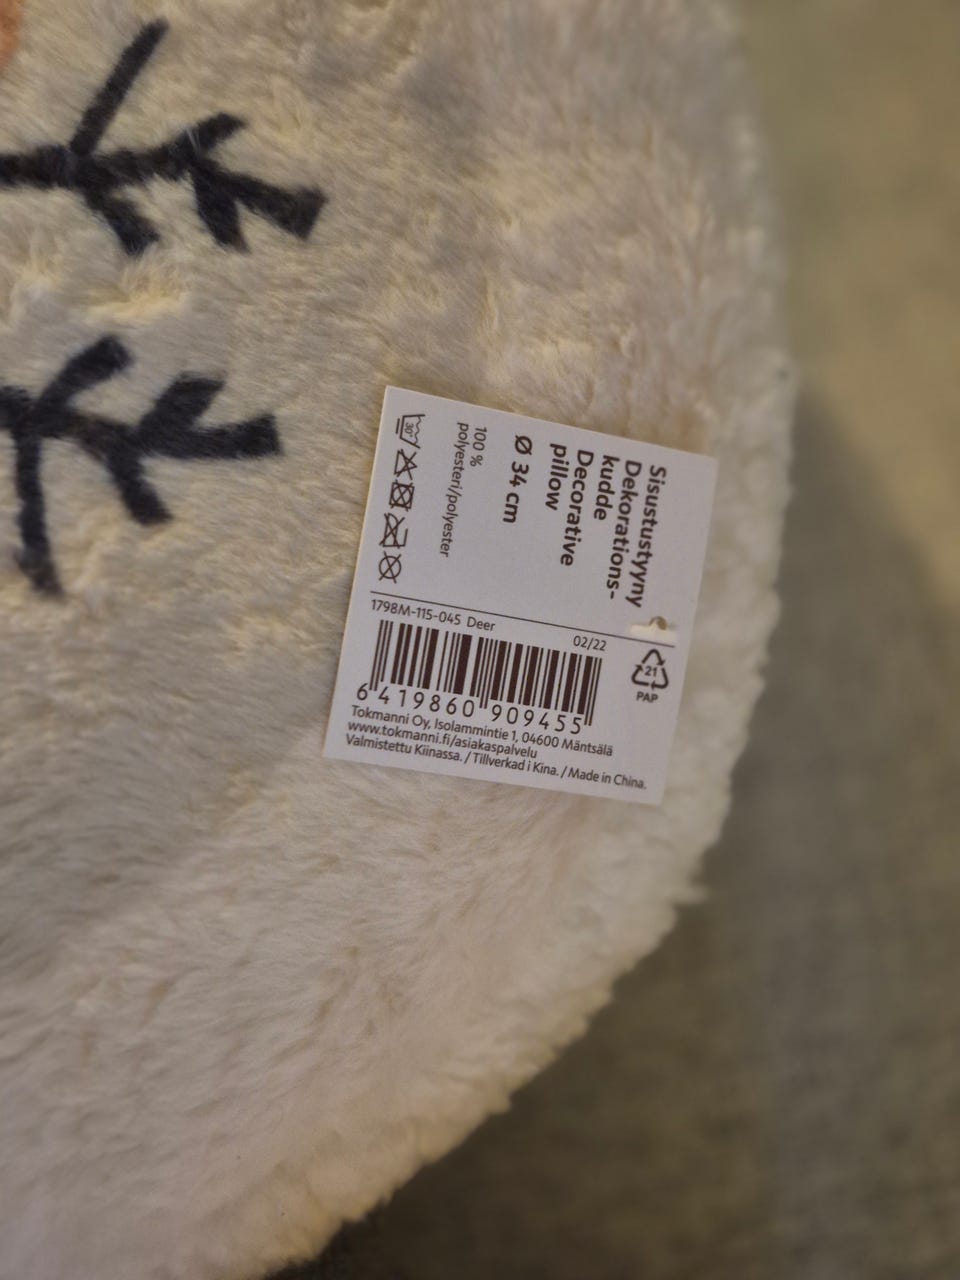 Sisustustyyny
Dekorations-
kudde
Decorative
pillow
Ø 34 cm
100 %
polyesteri/polyester
30°
1798M-115-045 Deer
02/22
6 419860 909455
21
PAP
Tokmanni Oy, Isolammintie 1, 04600 Mäntsälä
www.tokmanni.fi/asiakaspalvelu
Valmistettu Kiinassa. / Tillverkad i Kina. / Made in China.